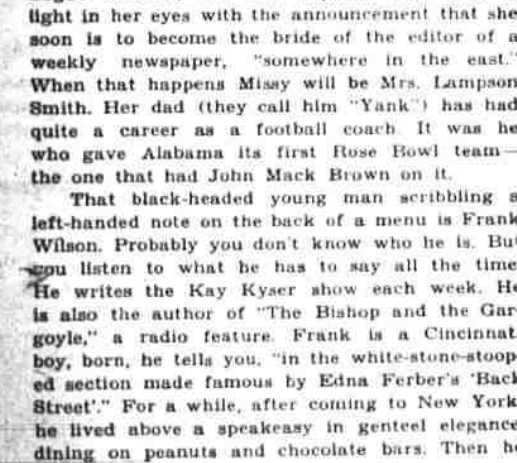 light in her eyes with the announcement that she
soon is to become the bride of the editor of a
weekly newspaper, "somewhere in the east."
When that happens Missy will be Mrs. Lampson
Smith. Her dad (they call him "Yank") has had
quite a career as a football coach. It was he
who gave Alabama its first Rose Bowl team—
the one that had John Mack Brown on it.
That black-headed young man scribbling a
left-handed note on the back of a menu is Frank
Wilson. Probably you don't know who he is. But
you listen to what he has to say all the time
He writes the Kay Kyser show each week. He
is also the author of "The Bishop and the Gar
goyle," a radio feature. Frank is a Cincinnat
boy, born, he tells you, "in the white-stone-stoop
ed section made famous by Edna Ferber's 'Back
Street'." For a while, after coming to New York
he lived above a speakeasy in genteel elegance
dining on peanuts and chocolate bars. Then he